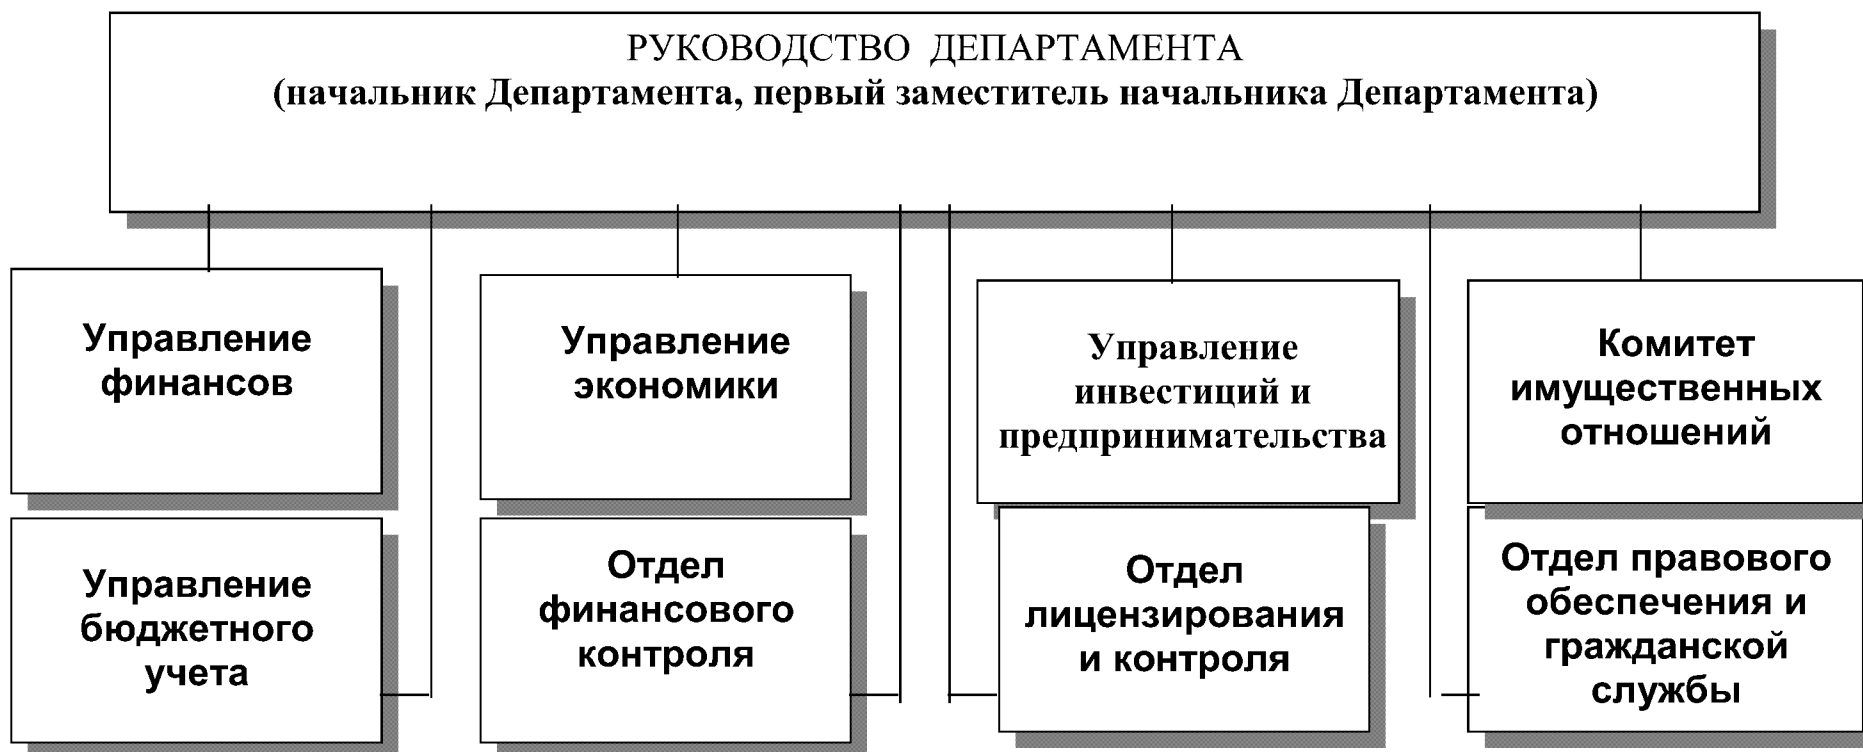 РУКОВОДСТВО ДЕПАРТАМЕНТА
(начальник Департамента, первый заместитель начальника Департамента)
Управление
финансов
Управление
экономики
Управление
инвестиций и
предпринимательства
Комитет
имущественных
отношений
Управление
бюджетного
учета
Отдел
финансового
контроля
Отдел
лицензирования
и контроля
Отдел правового
обеспечения и
гражданской
службы